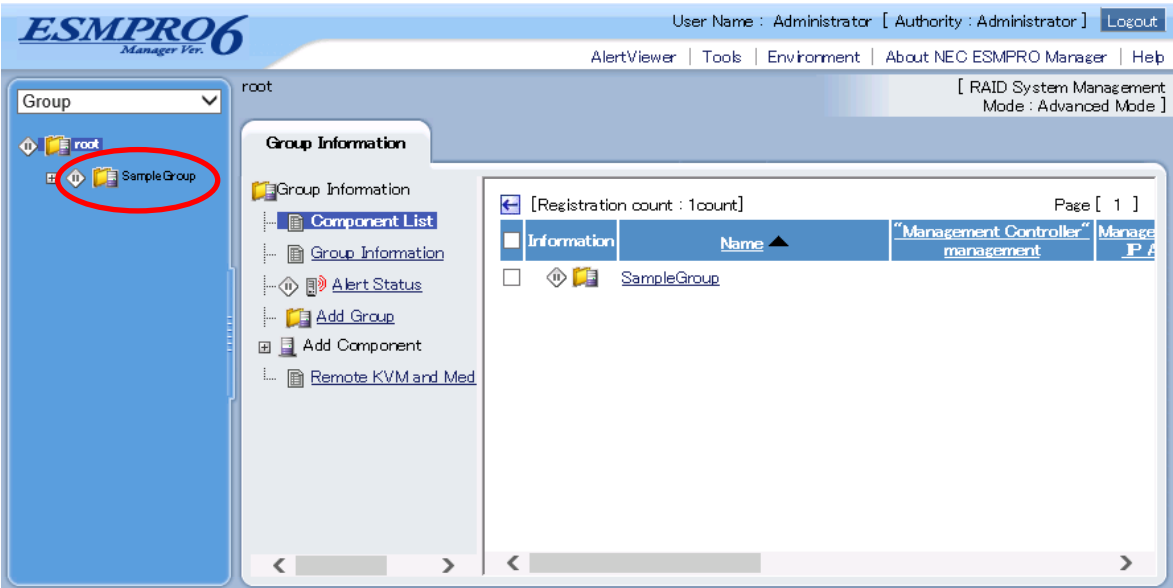 ESMPRO6
Manager Ver.
User Name : Administrator [ Authority : Administrator ] Logout
AlertViewer | Tools | Environment | About NEC ESMPRO Manager | Help
Group
root
[ RAID System Management
Mode : Advanced Mode ]
root
SampleGroup
Group Information
Group Information
Component List
Group Information
Alert Status
Add Group
Add Component
Remote KVM and Med
[Registration count : 1count]
Page [ 1 ]
Information
Name ▲
"Management Controller"
management
Manage
IP A
SampleGroup